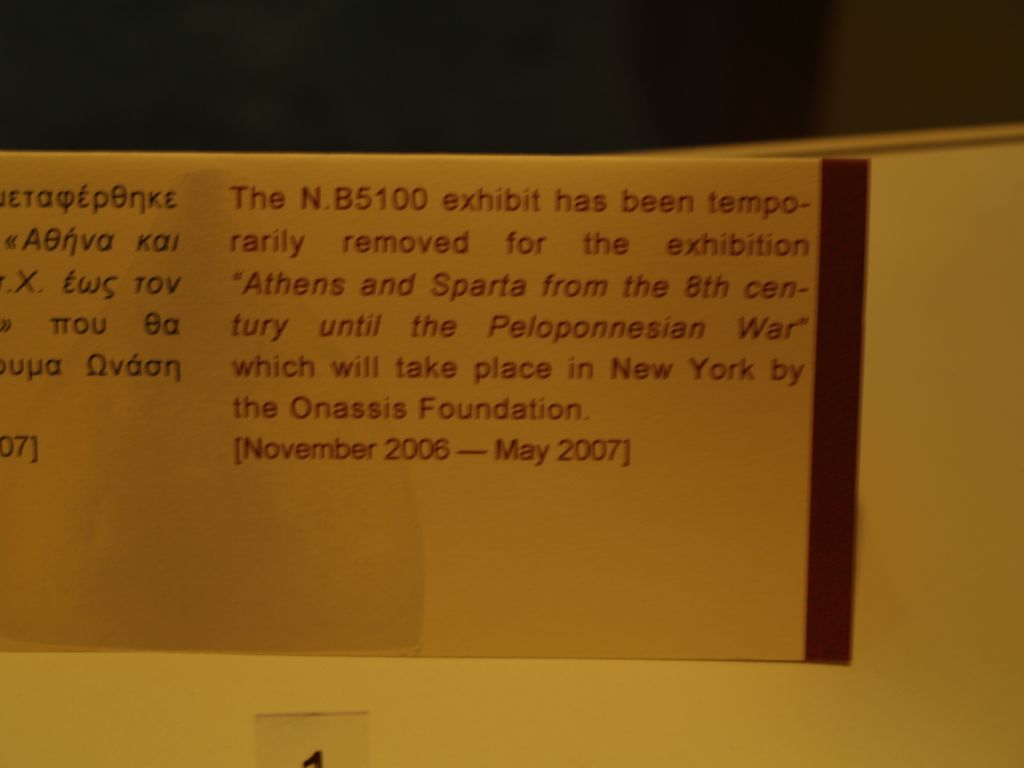 μεταφέρθηκε
«Αθήνα και
π.Χ. έως τον
» που θα
Ωνάση
07]
The N.B5100 exhibit has been tempo-
rarily removed for the exhibition
“Athens and Sparta from the 8th cen-
tury until the Peloponnesian War”
which will take place in New York by
the Onassis Foundation.
[November 2006 — May 2007]
1